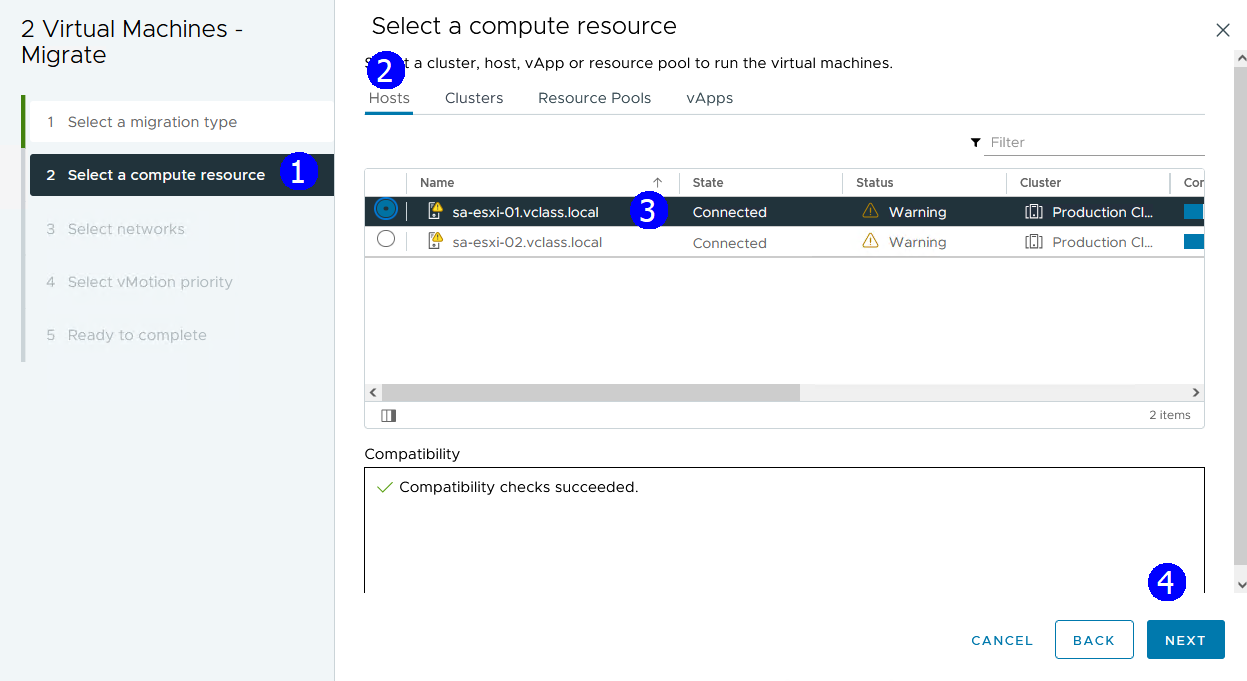 2 Virtual Machines -
Migrate
1 Select a migration type
2 Select a compute resource 1
3 Select networks
4 Select vMotion priority
5 Ready to complete
Select a compute resource
a cluster, host, vApp or resource pool to run the virtual machines.
2
Hosts Clusters Resource Pools vApps
Filter
Name State Status Cluster Cor
sa-esxi-01.vclass.local 3 Connected Warning Production Cl...
sa-esxi-02.vclass.local Connected Warning Production Cl...
2 items
Compatibility
Compatibility checks succeeded.
4
CANCEL BACK NEXT